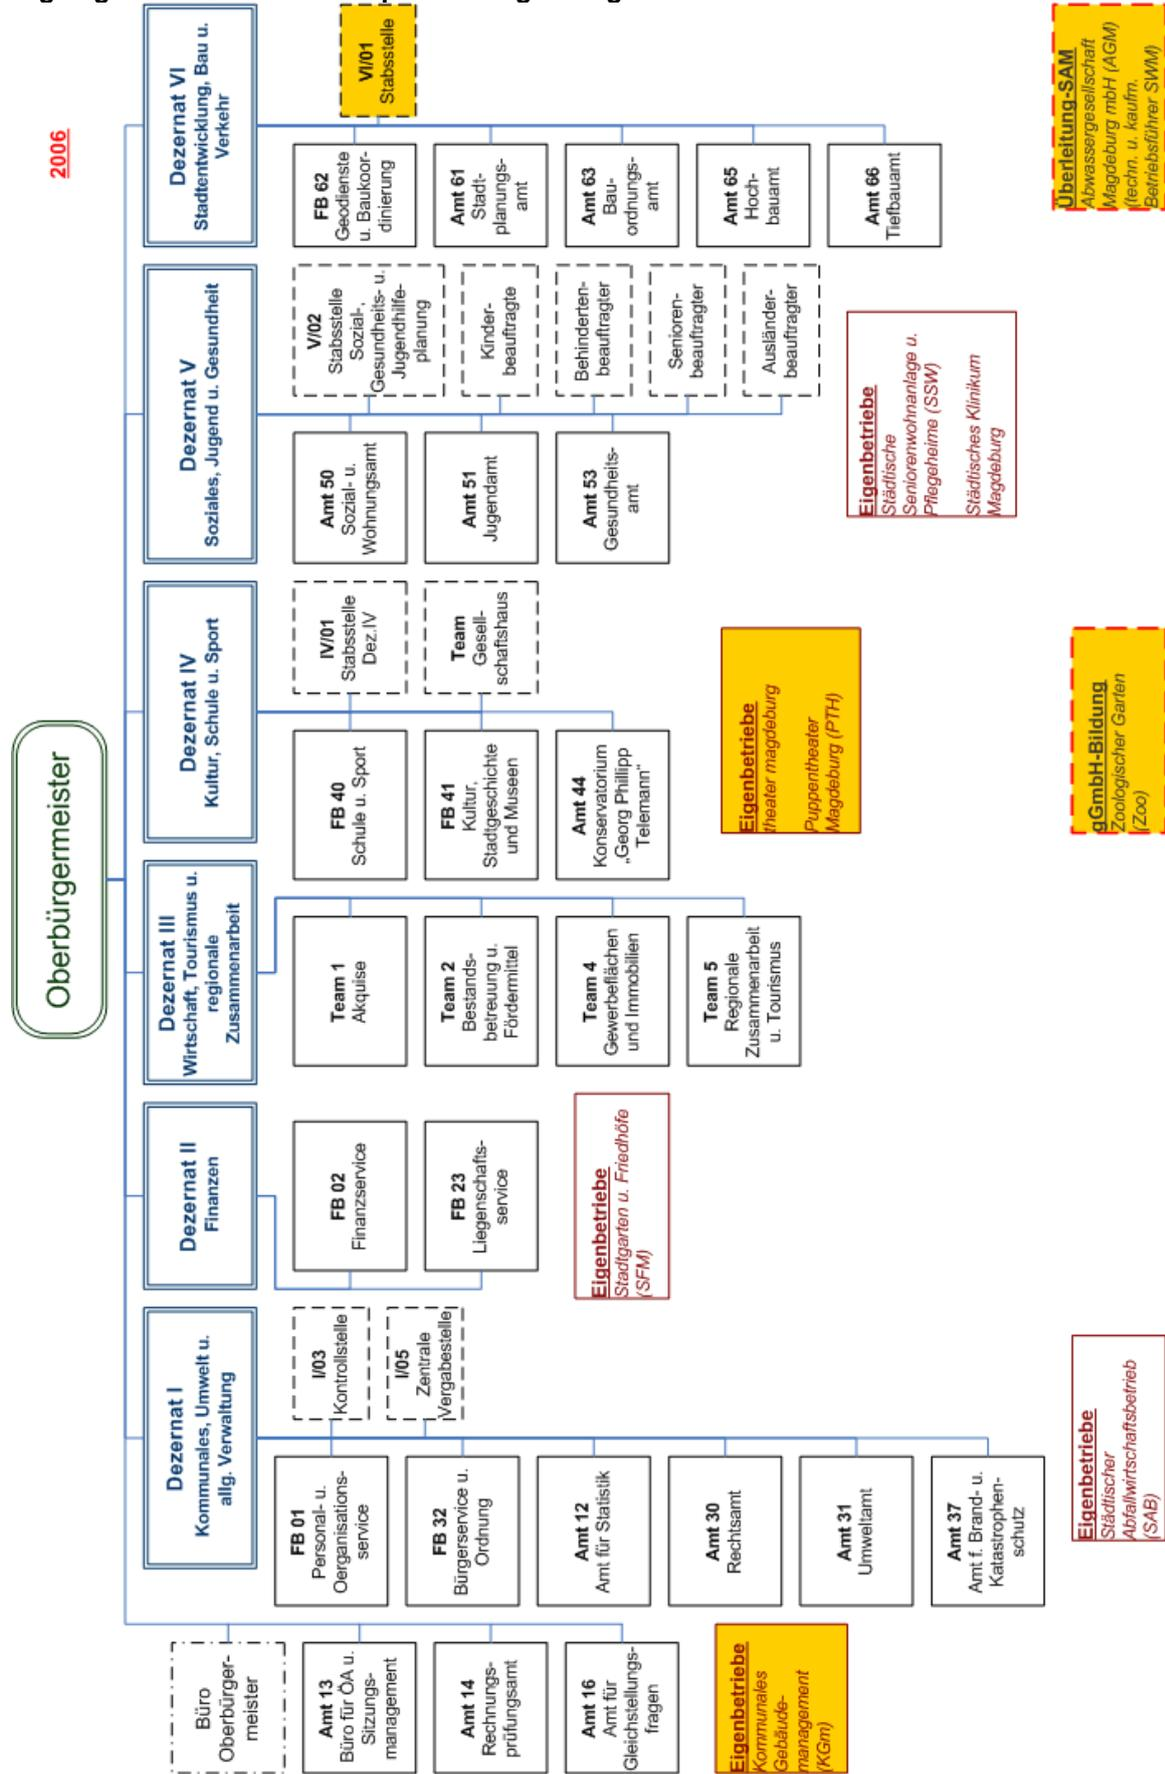 2006
Oberbürgermeister
Büro
Oberbürger-
meister
Amt 13
Büro für ÖA u.
Sitzungs-
management
Amt 14
Rechnungs-
prüfungsamt
Amt 16
Amt für
Gleichstellungs-
fragen
Eigenbetriebe
Kommunales
Gebäude-
management
(KGm)
Dezernat I
Kommunales, Umwelt u.
allg. Verwaltung
I/03
Kontrollstelle
I/05
Zentrale
Vergabestelle
FB 01
Personal- u.
Oerganisations-
service
FB 32
Bürgerservice u.
Ordnung
Amt 12
Amt für Statistik
Amt 30
Rechtsamt
Amt 31
Umweltamt
Amt 37
Amt f. Brand- u.
Katastrophen-
schutz
Eigenbetriebe
Städtischer
Abfallwirtschaftsbetrieb
(SAB)
Dezernat II
Finanzen
FB 02
Finanzservice
FB 23
Liegenschafts-
service
Eigenbetriebe
Stadtgarten u. Friedhöfe
(SFM)
Dezernat III
Wirtschaft, Tourismus u.
regionale
Zusammenarbeit
Team 1
Akquise
Team 2
Bestands-
betreuung u.
Fördermittel
Team 4
Gewerbeflächen
und Immobilien
Team 5
Regionale
Zusammenarbeit
u. Tourismus
Dezernat IV
Kultur, Schule u. Sport
IV/01
Stabsstelle
Dez.IV
Team
Gesell-
schaftshaus
FB 40
Schule u. Sport
FB 41
Kultur,
Stadtgeschichte
und Museen
Amt 44
Konservatorium
„Georg Phillipp
Telemann“
Eigenbetriebe
theater magdeburg
Puppentheater
Magdeburg (PTH)
gGmbH-Bildung
Zoologischer Garten
(Zoo)
Dezernat V
Soziales, Jugend u. Gesundheit
V/02
Stabsstelle
Sozial-,
Gesundheits- u.
Jugendhilfe-
planung
Kinder-
beauftragte
Behinderten-
beauftragter
Senioren-
beauftragter
Ausländer-
beauftragter
Amt 50
Sozial- u.
Wohnungsamt
Amt 51
Jugendamt
Amt 53
Gesundheits-
amt
Eigenbetriebe
Städtische
Seniorenwohnanlage u.
Pflegeheime (SSW)
Städtisches Klinikum
Magdeburg
Dezernat VI
Stadtentwicklung, Bau u.
Verkehr
VI/01
Stabsstelle
FB 62
Geodienste
u. Baukoor-
dinierung
Amt 61
Stadt-
planungs-
amt
Amt 63
Bau-
ordnungs-
amt
Amt 65
Hoch-
bauamt
Amt 66
Tiefbauamt
Überleitung-SAM
Abwassergesellschaft
Magdeburg mbH (AGM)
(techn. u. kaufm.
Betriebsführer SWM)